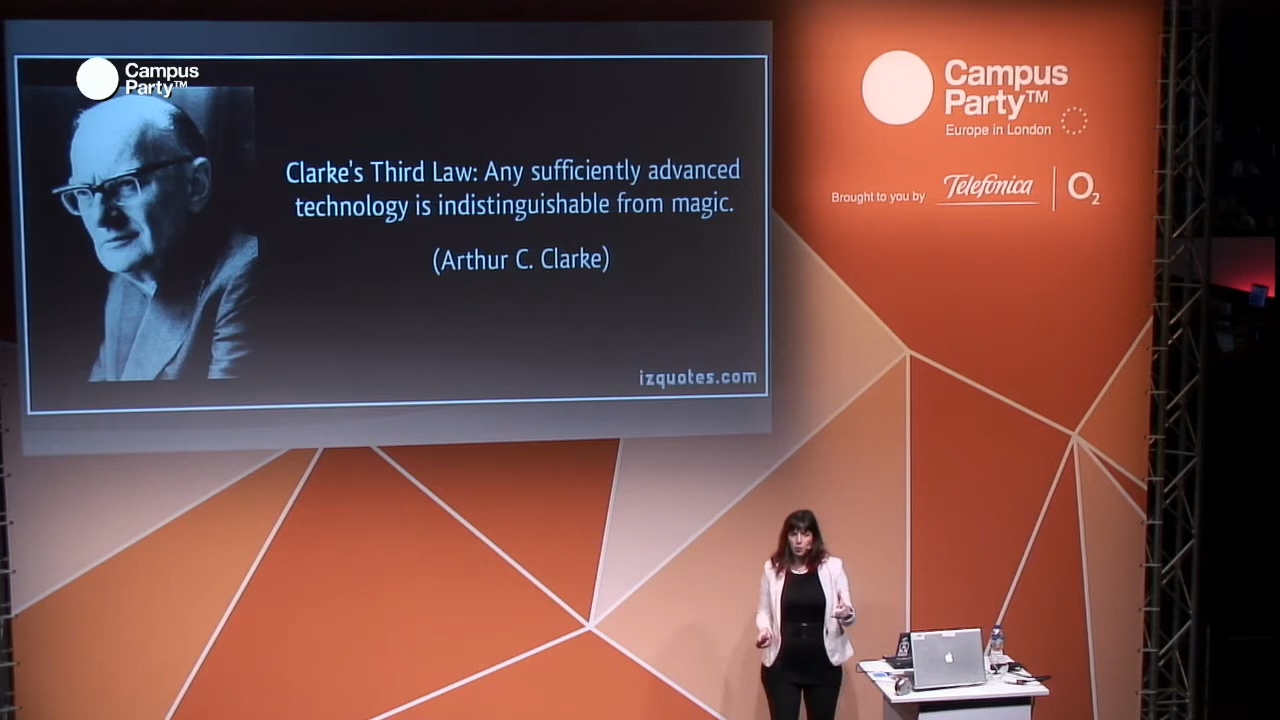 Campus
Party™
Clarke's Third Law: Any sufficiently advanced
technology is indistinguishable from magic.
(Arthur C. Clarke)
izquotes.com
Campus
Party™
Europe in London
Brought to you by Telefónica O2